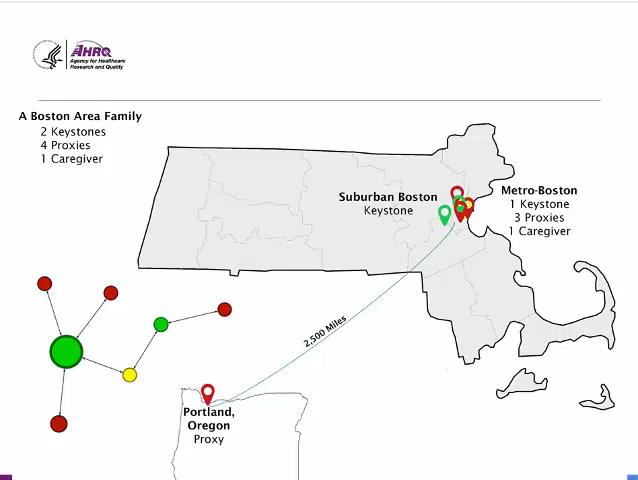 AHRQ
Agency for Healthcare
Research and Quality
A Boston Area Family
2 Keystones
4 Proxies
1 Caregiver
Suburban Boston
Keystone
Metro-Boston
1 Keystone
3 Proxies
1 Caregiver
2,500 Miles
Portland,
Oregon
Proxy